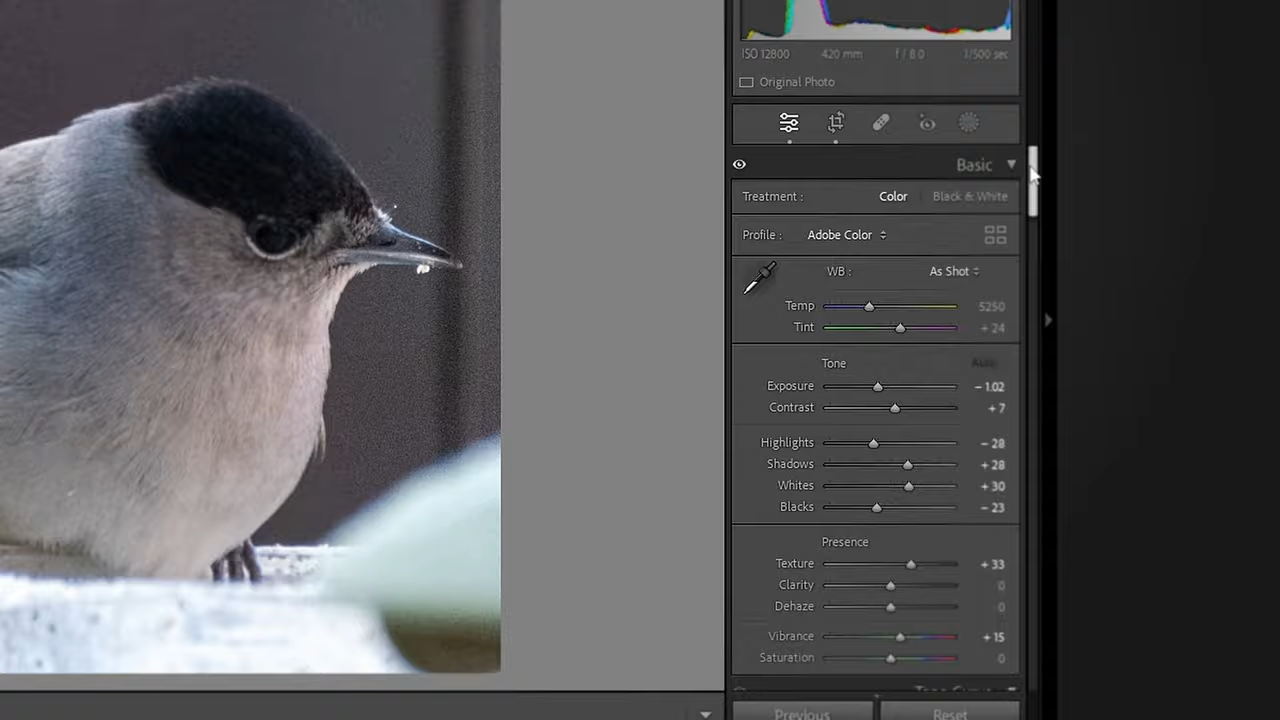 ISO 12800 420 mm f / 8.0 1/500 sec
Original Photo
Basic
Treatment : Color Black & White
Profile : Adobe Color
WB : As Shot
Temp 5250
Tint + 24
Tone Auto
Exposure − 1.02
Contrast + 7
Highlights − 28
Shadows + 28
Whites + 30
Blacks − 23
Presence
Texture + 33
Clarity 0
Dehaze 0
Vibrance + 15
Saturation 0
Previous Reset